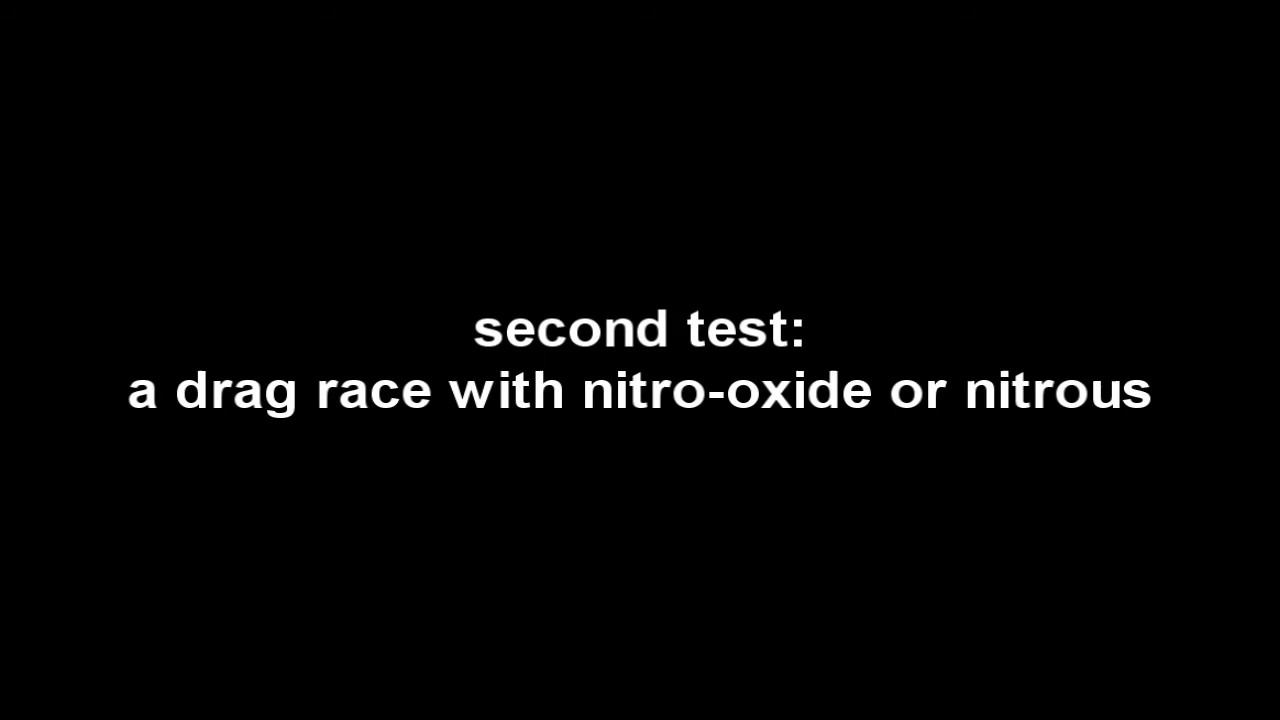 second test:
a drag race with nitro-oxide or nitrous